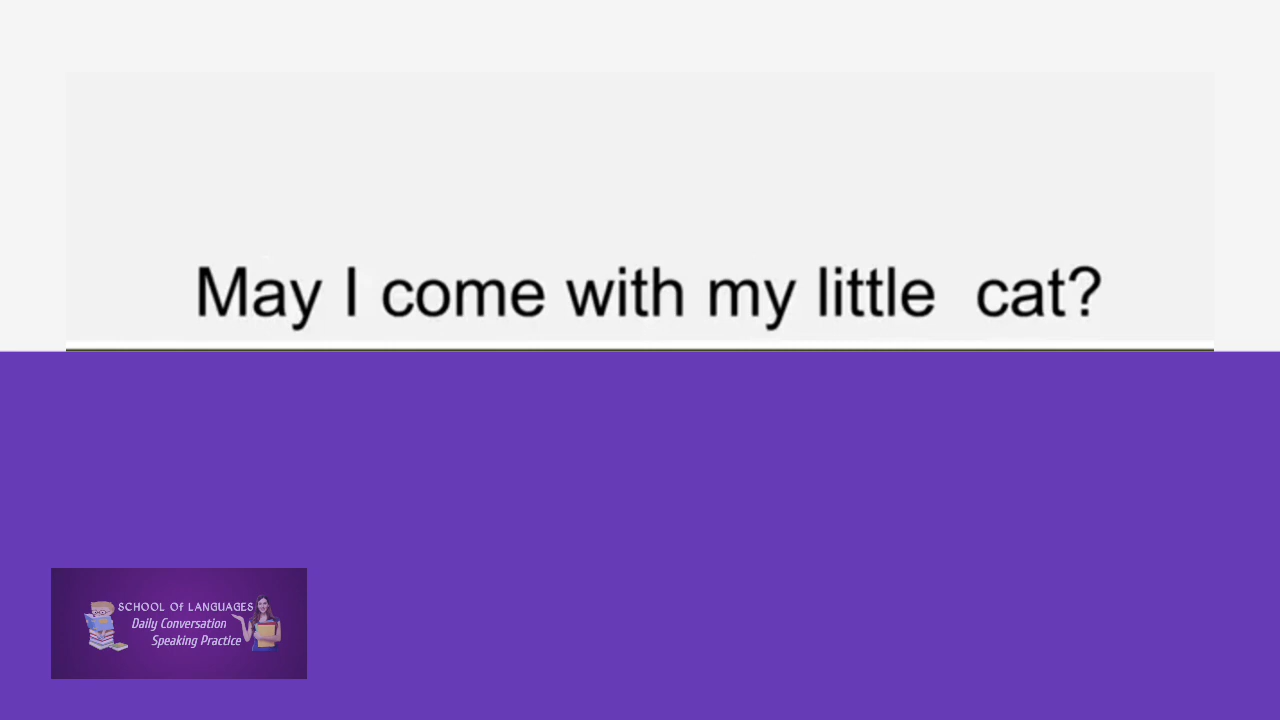 May I come with my little  cat?
SCHOOL Of LANGUAGES
Daily Conversation
Speaking Practice